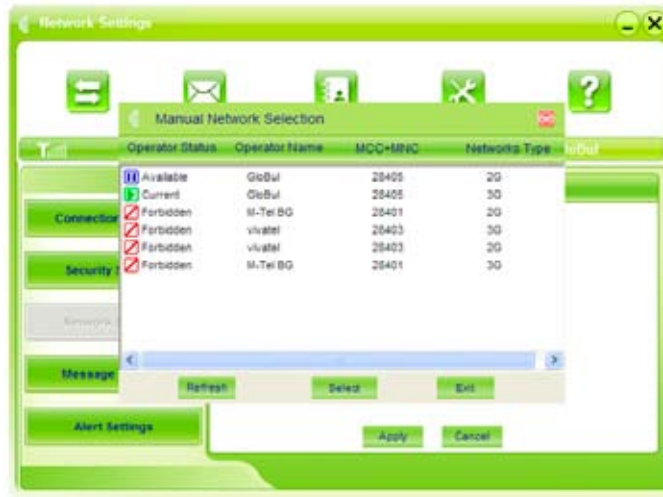 Network Settings
Manual Network Selection
Operator Status Operator Name MCC+MNC Networks Type
Available GloBul 28405 2G
Current GloBul 28405 3G
Forbidden M-Tel BG 28401 2G
Forbidden vivatel 28403 3G
Forbidden vivatel 28403 2G
Forbidden M-Tel BG 28401 3G
Connection
Security S
Message
Refresh Select Exit
Alert Settings
Apply Cancel